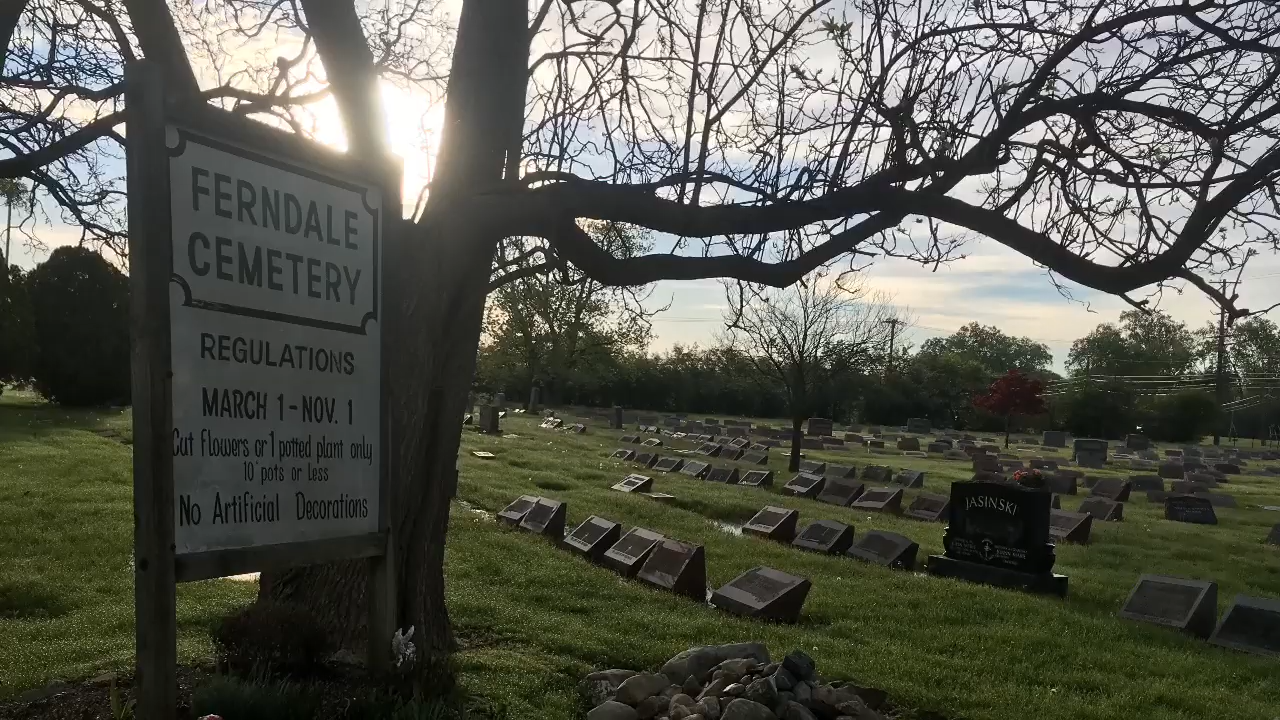 FERNDALE
CEMETERY
REGULATIONS
MARCH 1 - NOV. 1
Cut flowers or 1 potted plant only
10" pots or Less
No Artificial Decorations
JASINSKI